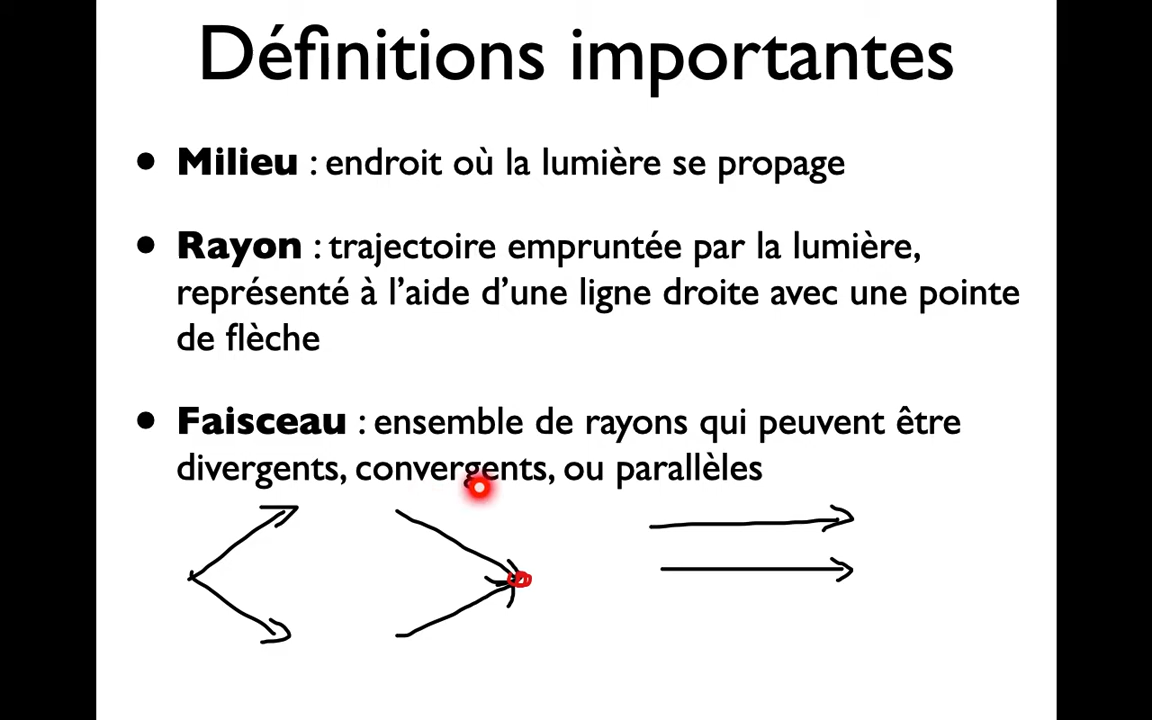 Définitions importantes
• Milieu : endroit où la lumière se propage
• Rayon : trajectoire empruntée par la lumière,
représenté à l’aide d’une ligne droite avec une pointe
de flèche
• Faisceau : ensemble de rayons qui peuvent être
divergents, convergents, ou parallèles